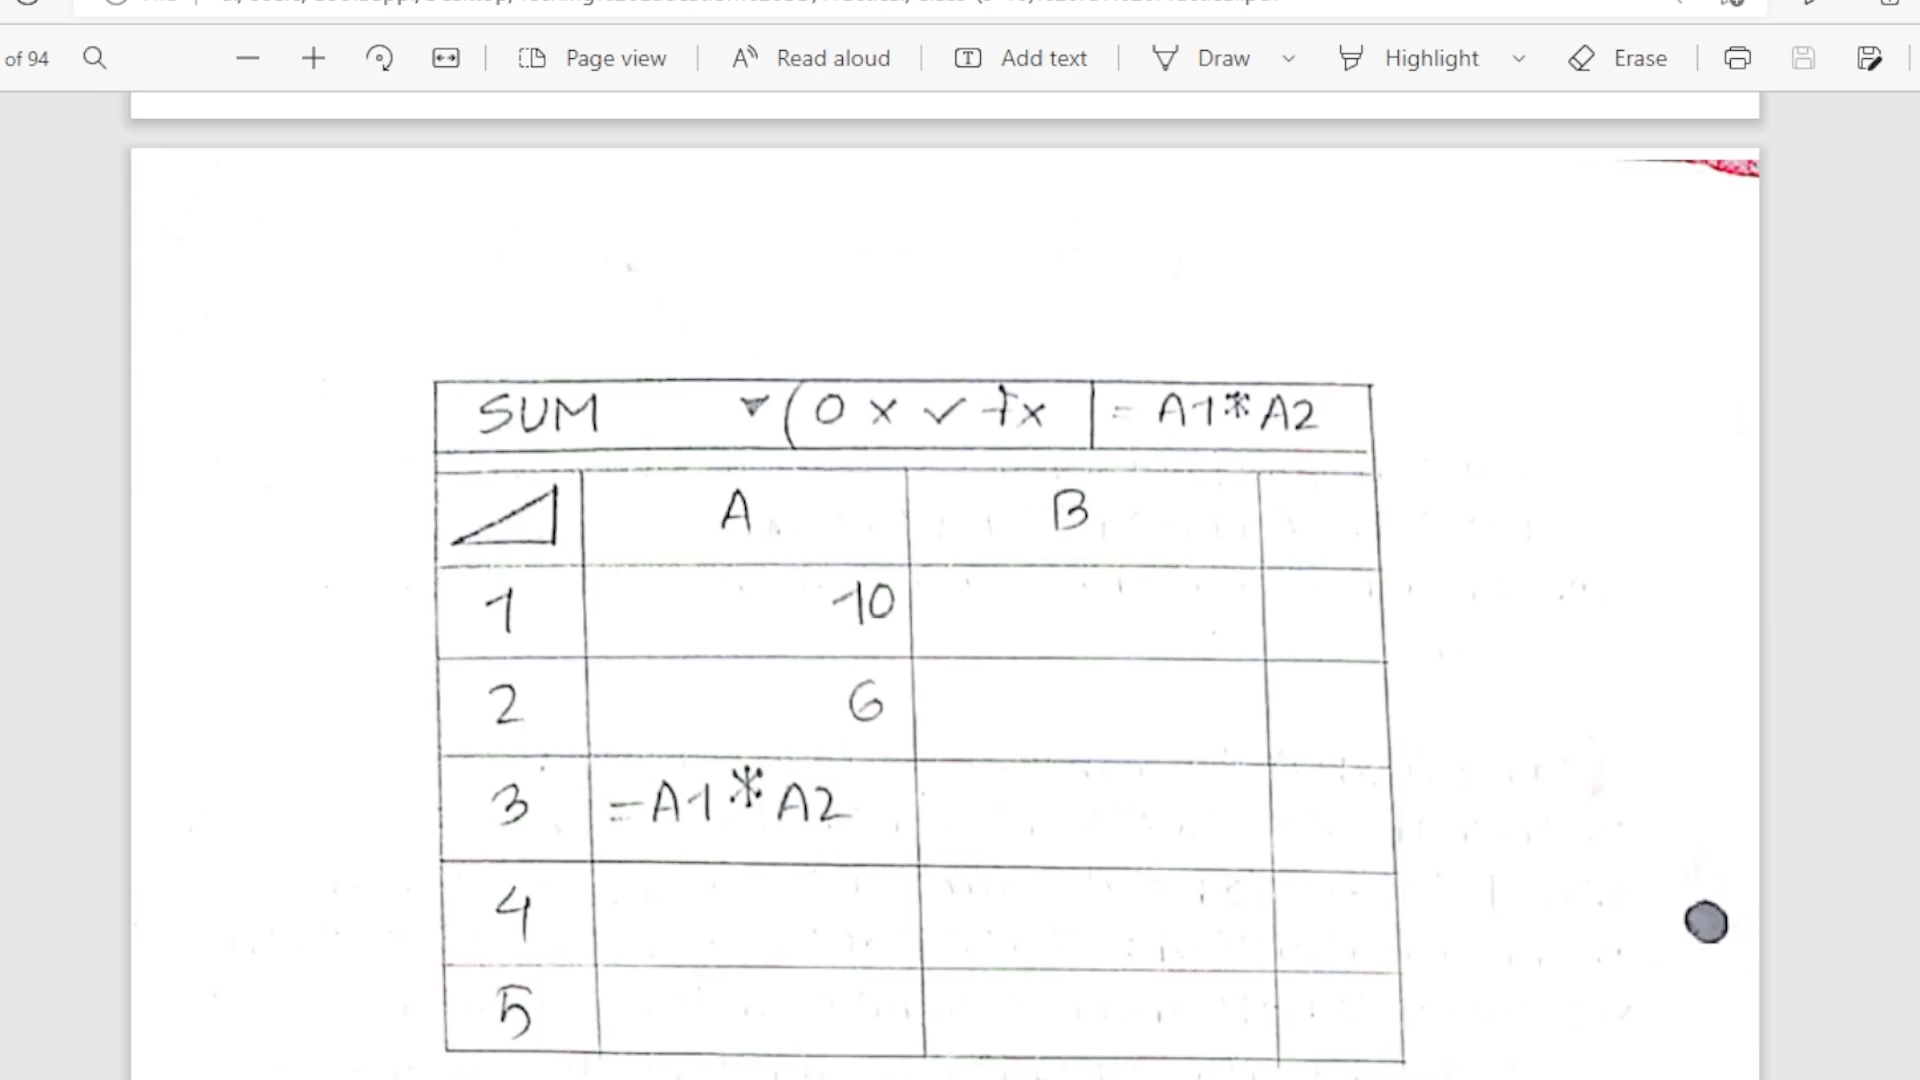 of 94 Page view Read aloud Add text Draw Highlight Erase
SUM ( 0 x ✓ fx = A1*A2
A B
1 10
2 6
3 =A1*A2
4
5